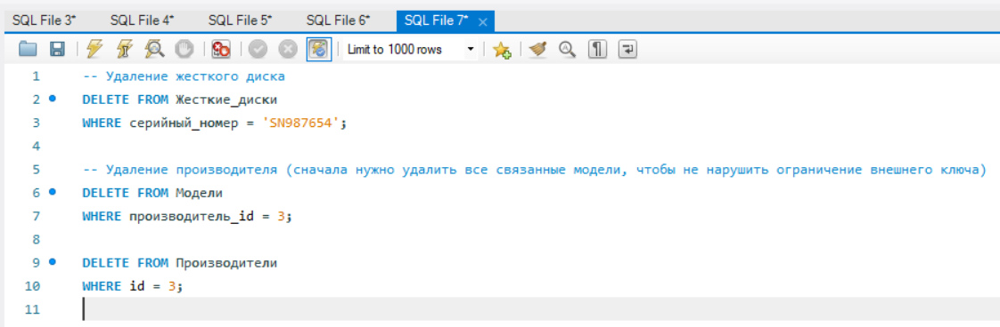 SQL File 3* SQL File 4* SQL File 5* SQL File 6* SQL File 7*
Limit to 1000 rows
1 -- Удаление жесткого диска
2 DELETE FROM Жесткие_диски
3 WHERE серийный_номер = 'SN987654';
4
5 -- Удаление производителя (сначала нужно удалить все связанные модели, чтобы не нарушить ограничение внешнего ключа)
6 DELETE FROM Модели
7 WHERE производитель_id = 3;
8
9 DELETE FROM Производители
10 WHERE id = 3;
11